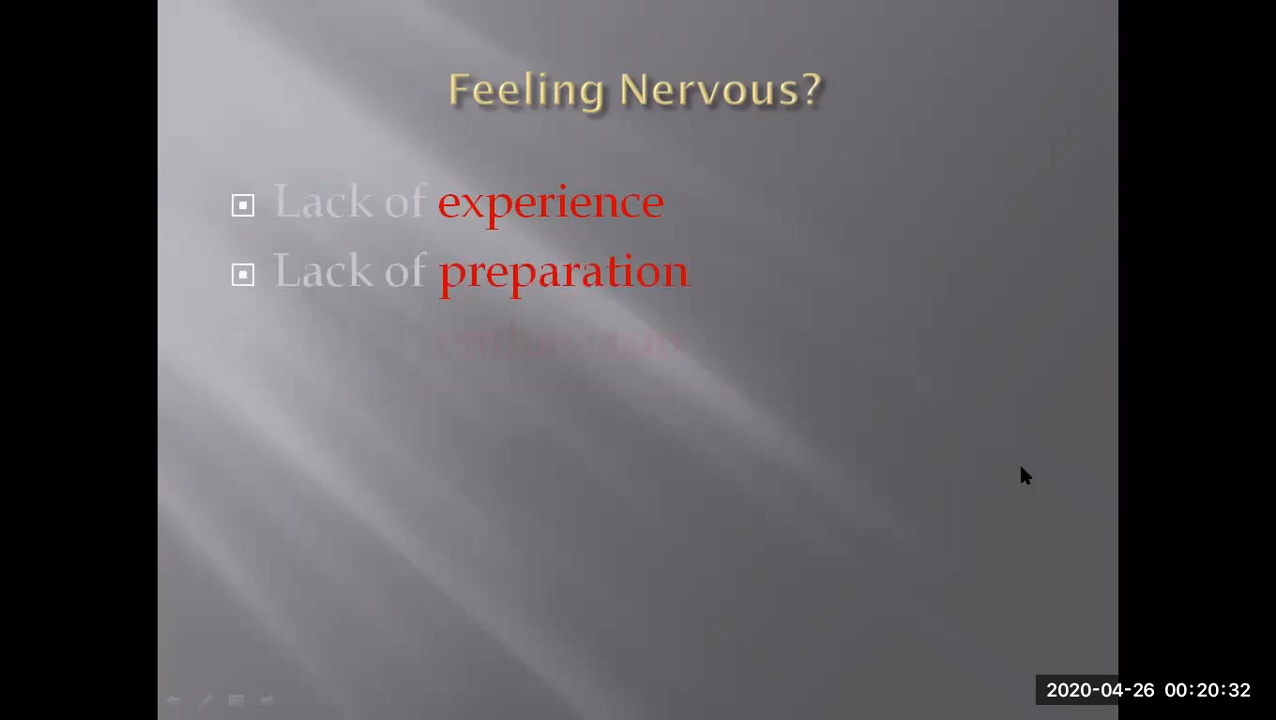 Feeling Nervous?
Lack of experience
Lack of preparation
2020-04-26 00:20:32